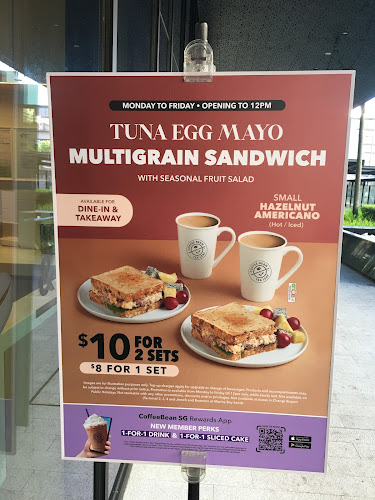 MONDAY TO FRIDAY • OPENING TO 12PM
TUNA EGG MAYO
MULTIGRAIN SANDWICH
WITH SEASONAL FRUIT SALAD
AVAILABLE FOR
DINE-IN &
TAKEAWAY
SMALL
HAZELNUT
AMERICANO
(Hot / Iced)
$10 FOR
2 SETS
$8 FOR 1 SET
CoffeeBean SG Rewards App
NEW MEMBER PERKS
1-FOR-1 DRINK & 1-FOR-1 SLICED CAKE